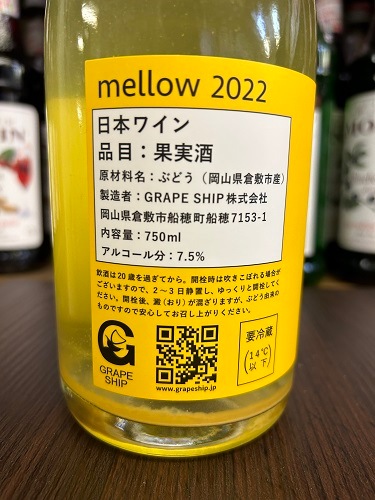 mellow 2022
日本ワイン
品目：果実酒
原材料名：ぶどう（岡山県倉敷市産）
製造者：GRAPE SHIP株式会社
岡山県倉敷市船穂町船穂7153-1
内容量：750ml
アルコール分：7.5%
飲酒は20歳を過ぎてから。開栓時は吹きこぼれる場合が
ございますので、2〜3日静置し、ゆっくりと開栓してく
ださい。開栓後、澱(おり)が混ざりますが、ぶどう由来の
ものですので安心してお召し上がりください。
GRAPE
SHIP
www.grapeship.jp
要冷蔵
(14℃以下)